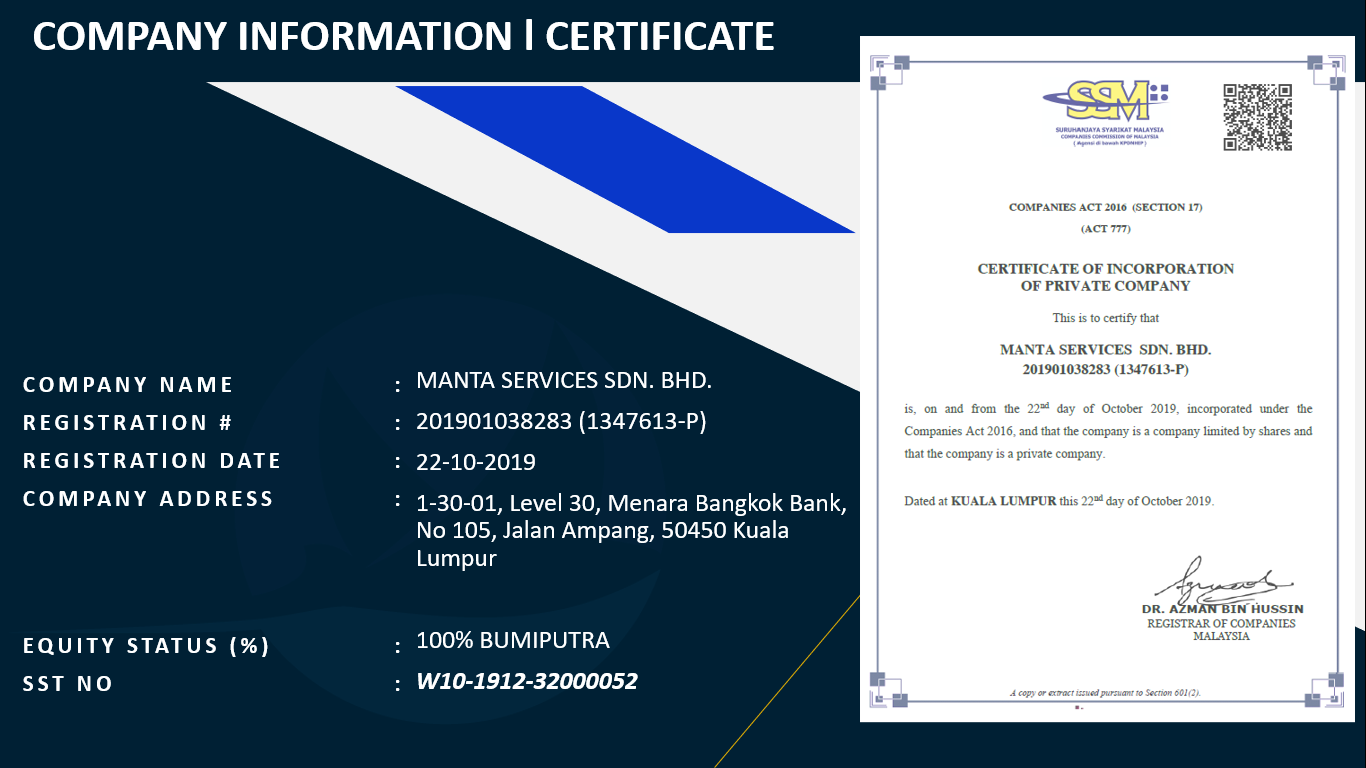 COMPANY INFORMATION l CERTIFICATE
COMPANY NAME : MANTA SERVICES SDN. BHD.
REGISTRATION # : 201901038283 (1347613-P)
REGISTRATION DATE : 22-10-2019
COMPANY ADDRESS : 1-30-01, Level 30, Menara Bangkok Bank,
No 105, Jalan Ampang, 50450 Kuala
Lumpur
EQUITY STATUS (%) : 100% BUMIPUTRA
SST NO : W10-1912-32000052
SSM
SURUHANJAYA SYARIKAT MALAYSIA
COMPANIES COMMISSION OF MALAYSIA
( Agensi di bawah KPDNHEP )
COMPANIES ACT 2016 (SECTION 17)
(ACT 777)
CERTIFICATE OF INCORPORATION
OF PRIVATE COMPANY
This is to certify that
MANTA SERVICES SDN. BHD.
201901038283 (1347613-P)
is, on and from the 22nd day of October 2019, incorporated under the
Companies Act 2016, and that the company is a company limited by shares and
that the company is a private company.
Dated at KUALA LUMPUR this 22nd day of October 2019.
DR. AZMAN BIN HUSSIN
REGISTRAR OF COMPANIES
MALAYSIA
A copy or extract issued pursuant to Section 601(2).